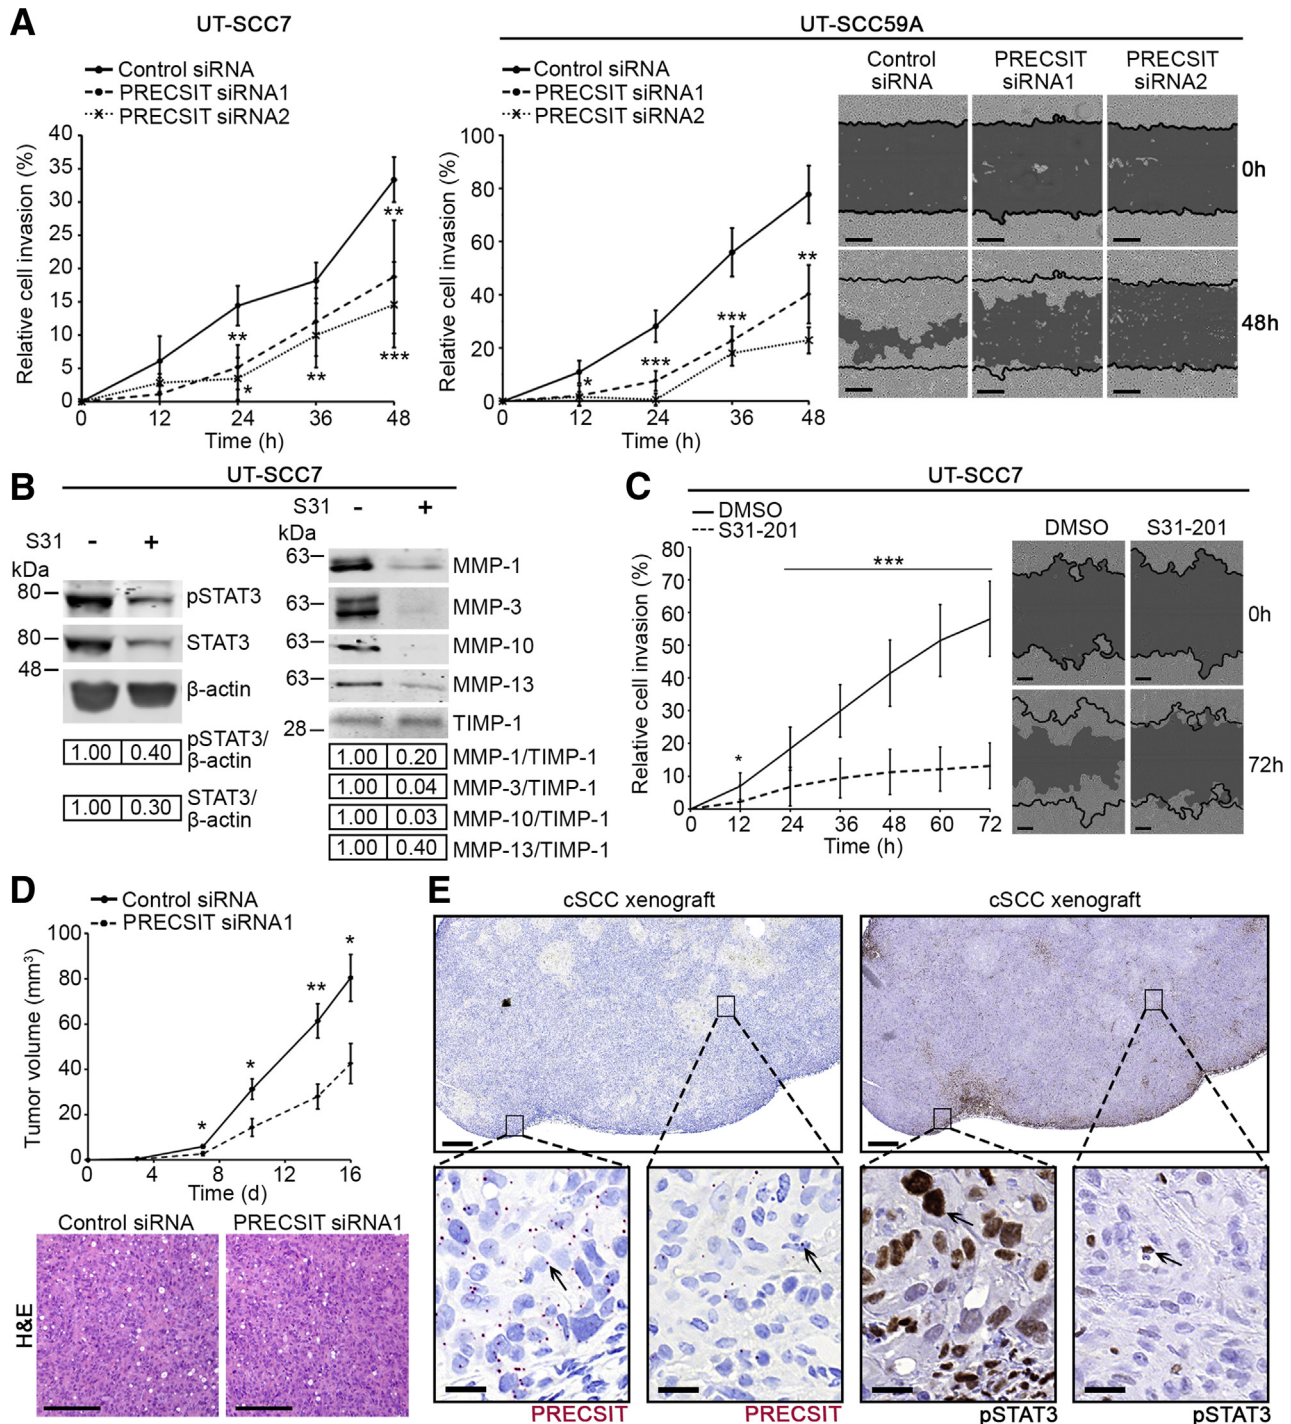 A
UT-SCC7
Control siRNA
PRECSIT siRNA1
PRECSIT siRNA2
Relative cell invasion (%)
40
35
30
25
20
15
10
5
0
**
**
*
**
***
0 12 24 36 48
Time (h)
UT-SCC59A
Control siRNA
PRECSIT siRNA1
PRECSIT siRNA2
Relative cell invasion (%)
100
80
60
40
20
0
*
***
***
**
0 12 24 36 48
Time (h)
Control siRNA
PRECSIT siRNA1
PRECSIT siRNA2
0h
48h
B
UT-SCC7
S31 - +
kDa
80
pSTAT3
80
STAT3
48
β-actin
1.00 0.40 pSTAT3/β-actin
1.00 0.30 STAT3/β-actin
S31 - +
kDa
63 MMP-1
63 MMP-3
63 MMP-10
63 MMP-13
28 TIMP-1
1.00 0.20 MMP-1/TIMP-1
1.00 0.04 MMP-3/TIMP-1
1.00 0.03 MMP-10/TIMP-1
1.00 0.40 MMP-13/TIMP-1
C
UT-SCC7
DMSO
S31-201
Relative cell invasion (%)
80
70
60
50
40
30
20
10
0
*
***
0 12 24 36 48 60 72
Time (h)
DMSO S31-201
0h
72h
D
Control siRNA
PRECSIT siRNA1
Tumor volume (mm³)
100
80
60
40
20
0
*
*
**
*
0 4 8 12 16
Time (d)
Control siRNA PRECSIT siRNA1
H&E
E
cSCC xenograft
cSCC xenograft
PRECSIT
PRECSIT
pSTAT3
pSTAT3